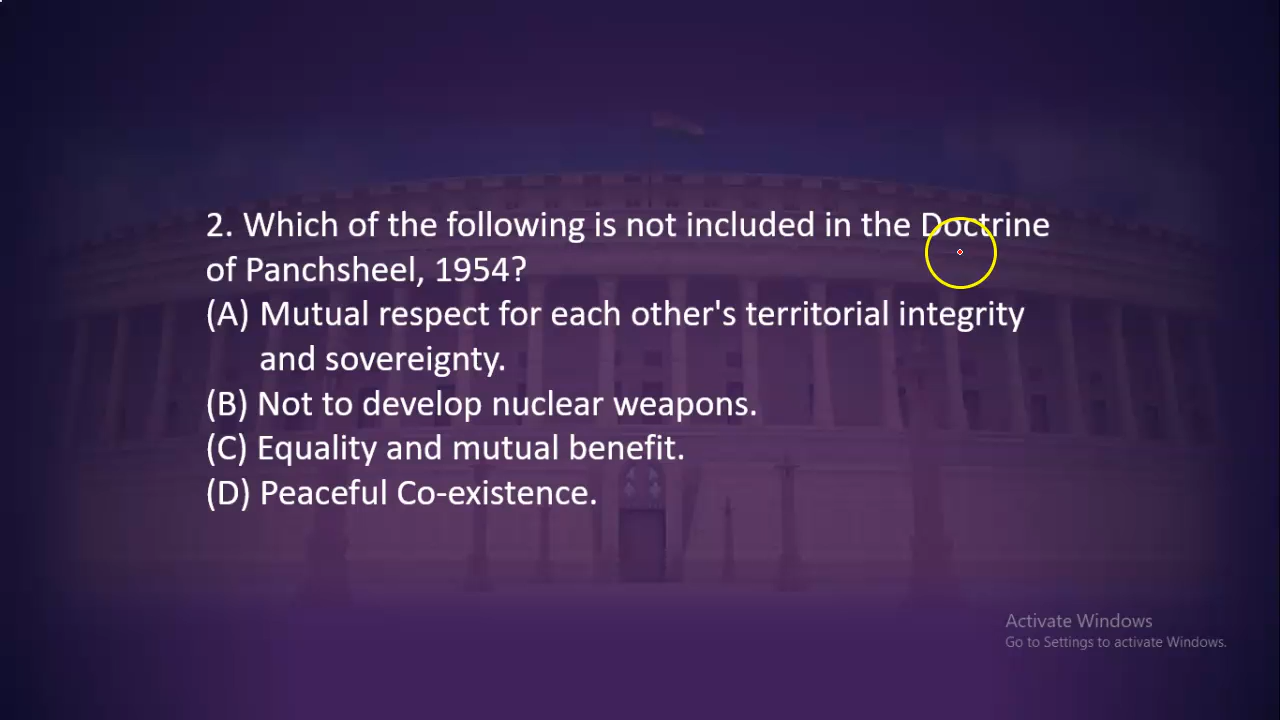 2. Which of the following is not included in the Doctrine
of Panchsheel, 1954?
(A) Mutual respect for each other's territorial integrity
and sovereignty.
(B) Not to develop nuclear weapons.
(C) Equality and mutual benefit.
(D) Peaceful Co-existence.
Activate Windows
Go to Settings to activate Windows.